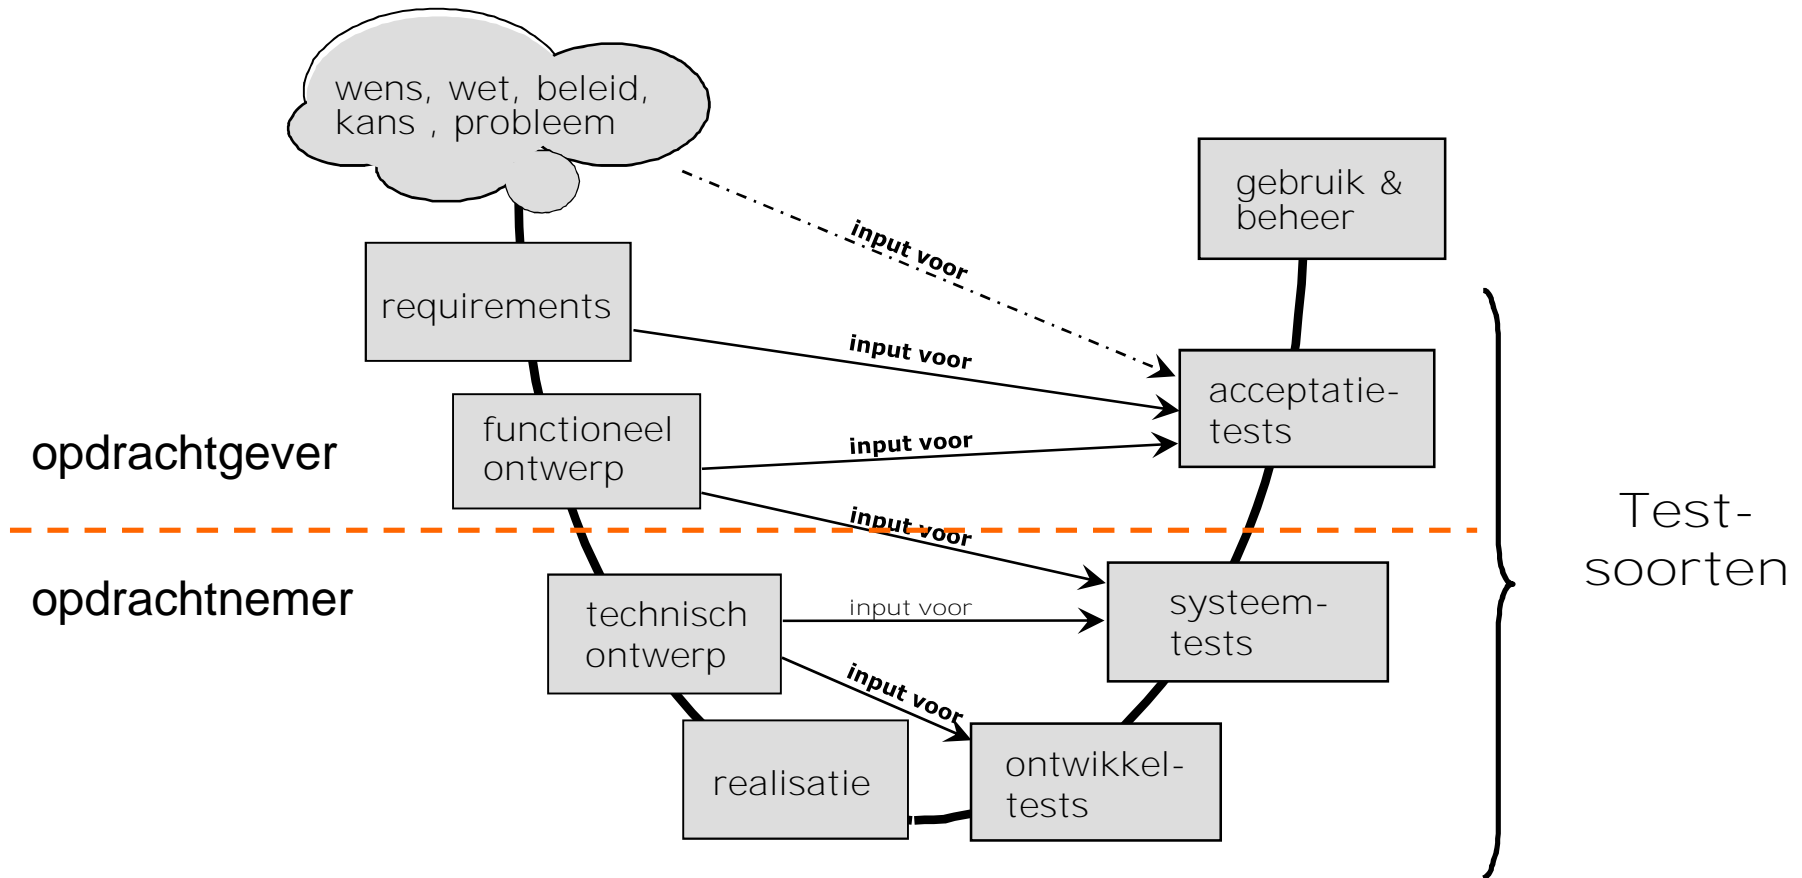 wens, wet, beleid,
kans , probleem
gebruik &
beheer
input voor
requirements
input voor
acceptatie-
tests
functioneel
ontwerp
input voor
opdrachtgever
input voor
Test-
soorten
opdrachtnemer
technisch
ontwerp
input voor
systeem-
tests
input voor
realisatie
ontwikkel-
tests